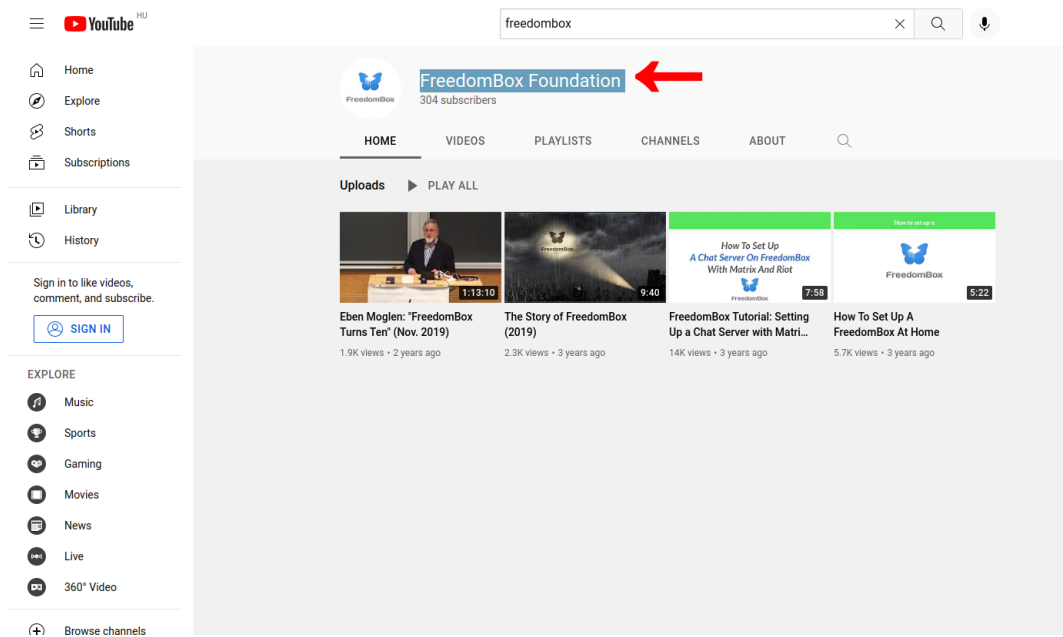 YouTube HU
freedombox
Home
Explore
Shorts
Subscriptions
Library
History
Sign in to like videos,
comment, and subscribe.
SIGN IN
EXPLORE
Music
Sports
Gaming
Movies
News
Live
360° Video
Browse channels
FreedomBox
FreedomBox Foundation
304 subscribers
HOME VIDEOS PLAYLISTS CHANNELS ABOUT
Uploads PLAY ALL
1:13:10
Eben Moglen: "FreedomBox
Turns Ten" (Nov. 2019)
1.9K views • 2 years ago
FreedomBox
9:40
The Story of FreedomBox
(2019)
2.3K views • 3 years ago
How To Set Up
A Chat Server On FreedomBox
With Matrix And Riot
FreedomBox
7:58
FreedomBox Tutorial: Setting
Up a Chat Server with Matri...
14K views • 3 years ago
How to set up a
FreedomBox
5:22
How To Set Up A
FreedomBox At Home
5.7K views • 3 years ago